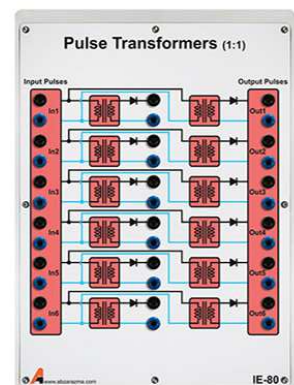 Pulse Transformers (1:1)
Input Pulses
Output Pulses
In1
Out1
In2
Out2
In3
Out3
In4
Out4
In5
Out5
In6
Out6
www.abzarazma.com
IE-80